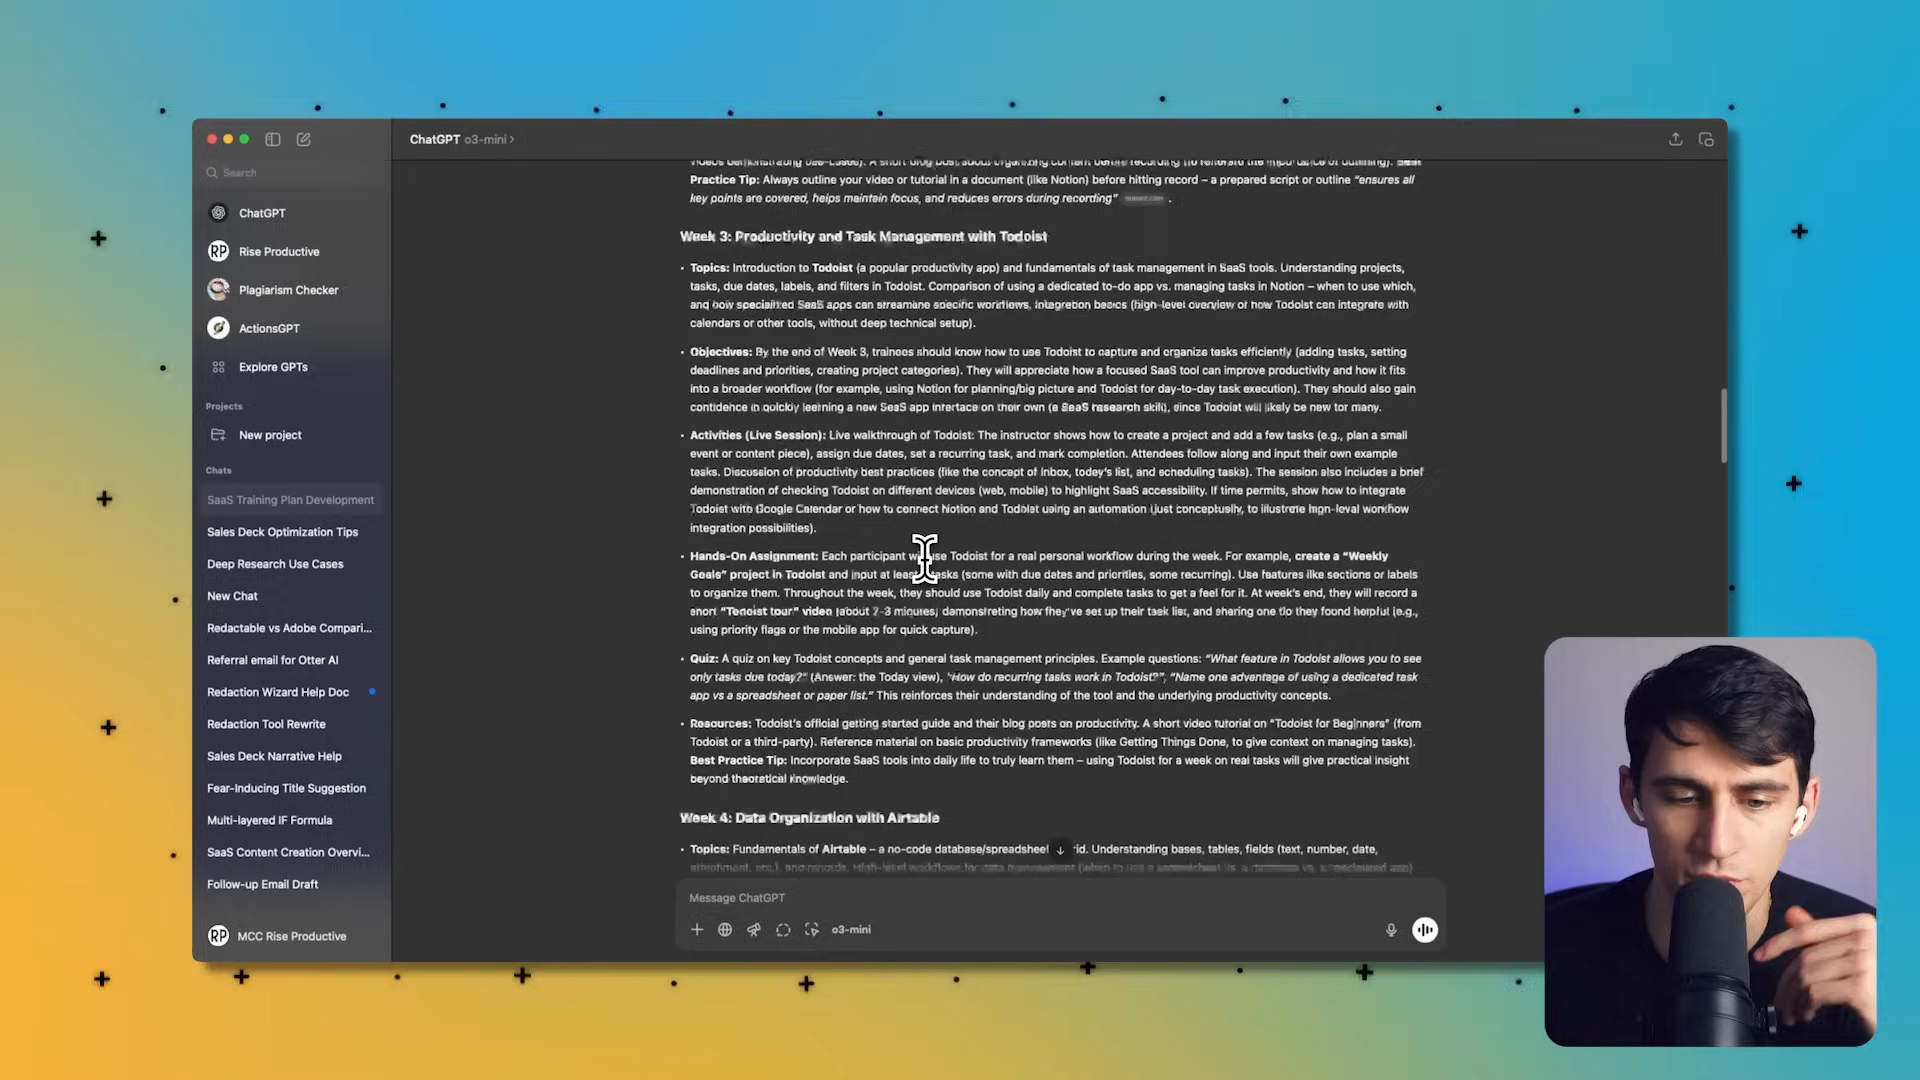 ChatGPT o3-mini >
Search
ChatGPT
RP Rise Productive
Plagiarism Checker
ActionsGPT
Explore GPTs
Projects
New project
Chats
SaaS Training Plan Development
Sales Deck Optimization Tips
Deep Research Use Cases
New Chat
Redactable vs Adobe Compari...
Referral email for Otter AI
Redaction Wizard Help Doc
Redaction Tool Rewrite
Sales Deck Narrative Help
Fear-Inducing Title Suggestion
Multi-layered IF Formula
SaaS Content Creation Overvi...
Follow-up Email Draft
RP MCC Rise Productive
Practice Tip: Always outline your video or tutorial in a document (like Notion) before hitting record – a prepared script or outline “ensures all
key points are covered, helps maintain focus, and reduces errors during recording” .
Week 3: Productivity and Task Management with Todoist
• Topics: Introduction to Todoist (a popular productivity app) and fundamentals of task management in SaaS tools. Understanding projects,
tasks, due dates, labels, and filters in Todoist. Comparison of using a dedicated to-do app vs. managing tasks in Notion – when to use which,
and how specialized SaaS apps can streamline specific workflows. Integration basics (high-level overview of how Todoist can integrate with
calendars or other tools, without deep technical setup).
• Objectives: By the end of Week 3, trainees should know how to use Todoist to capture and organize tasks efficiently (adding tasks, setting
deadlines and priorities, creating project categories). They will appreciate how a focused SaaS tool can improve productivity and how it fits
into a broader workflow (for example, using Notion for planning/big picture and Todoist for day-to-day task execution). They should also gain
confidence in quickly learning a new SaaS app interface on their own (a SaaS research skill), since Todoist will likely be new for many.
• Activities (Live Session): Live walkthrough of Todoist: The instructor shows how to create a project and add a few tasks (e.g., plan a small
event or content piece), assign due dates, set a recurring task, and mark completion. Attendees follow along and input their own example
tasks. Discussion of productivity best practices (like the concept of inbox, today’s list, and scheduling tasks). The session also includes a brief
demonstration of checking Todoist on different devices (web, mobile) to highlight SaaS accessibility. If time permits, show how to integrate
Todoist with Google Calendar or how to connect Notion and Todoist using an automation (just conceptually, to illustrate high-level workflow
integration possibilities).
• Hands-On Assignment: Each participant use Todoist for a real personal workflow during the week. For example, create a “Weekly
Goals” project in Todoist and input at least tasks (some with due dates and priorities, some recurring). Use features like sections or labels
to organize them. Throughout the week, they should use Todoist daily and complete tasks to get a feel for it. At week’s end, they will record a
short “Todoist tour” video (about 2-3 minutes) demonstrating how they’ve set up their task list, and sharing one tip they found helpful (e.g.,
using priority flags or the mobile app for quick capture).
• Quiz: A quiz on key Todoist concepts and general task management principles. Example questions: “What feature in Todoist allows you to see
only tasks due today?” (Answer: the Today view), “How do recurring tasks work in Todoist?”, “Name one advantage of using a dedicated task
app vs a spreadsheet or paper list.” This reinforces their understanding of the tool and the underlying productivity concepts.
• Resources: Todoist’s official getting started guide and their blog posts on productivity. A short video tutorial on “Todoist for Beginners” (from
Todoist or a third-party). Reference material on basic productivity frameworks (like Getting Things Done, to give context on managing tasks).
Best Practice Tip: Incorporate SaaS tools into daily life to truly learn them – using Todoist for a week on real tasks will give practical insight
beyond theoretical knowledge.
Week 4: Data Organization with Airtable
• Topics: Fundamentals of Airtable – a no-code database/spreadsheet Understanding bases, tables, fields (text, number, date,
Message ChatGPT
o3-mini